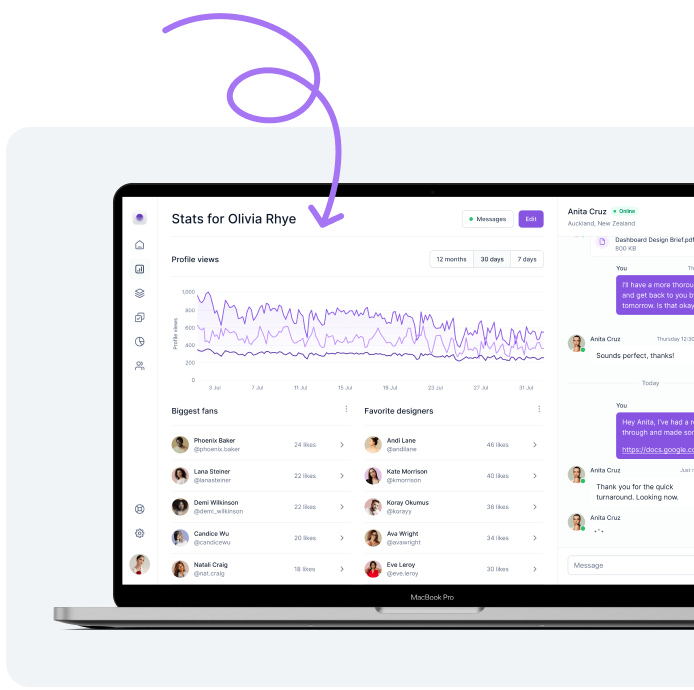 Stats for Olivia Rhye
Messages
Edit
Profile views
12 months
30 days
7 days
Profile views
1,000
800
600
400
200
0
3 Jul
7 Jul
11 Jul
15 Jul
19 Jul
23 Jul
27 Jul
31 Jul
Biggest fans
Phoenix Baker
@phoenix.baker
24 likes
Lana Steiner
@lanasteiner
22 likes
Demi Wilkinson
@demi_wilkinson
22 likes
Candice Wu
@candicewu
20 likes
Natali Craig
@nat.craig
18 likes
Favorite designers
Andi Lane
@andilane
46 likes
Kate Morrison
@kmorrison
40 likes
Koray Okumus
@korayy
36 likes
Ava Wright
@avawright
34 likes
Eve Leroy
@eve.leroy
30 likes
Anita Cruz
Online
Auckland, New Zealand
Dashboard Design Brief.pdf
800 KB
You
I'll have a more
and get back to you
tomorrow. Is that okay
Anita Cruz
Thursday
Sounds perfect, thanks!
Today
You
Hey Anita, I've had a
through and made
https://docs.google.
Anita Cruz
Just
Thank you for the quick
turnaround. Looking now.
Anita Cruz
Message
MacBook Pro